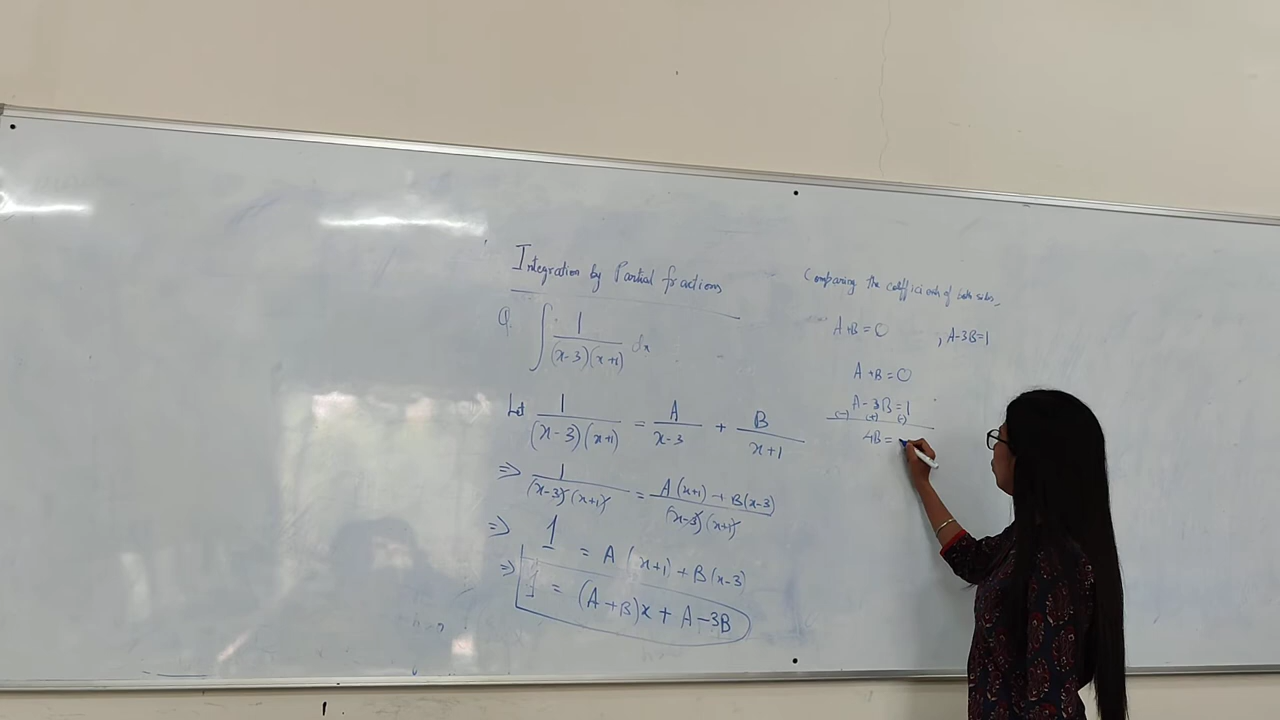 Integration by Partial fractions
Q. ∫ 1/((x-3)(x+1)) dx
Let 1/((x-3)(x+1)) = A/(x-3) + B/(x+1)
=> 1/((x-3)(x+1)) = (A(x+1) + B(x-3))/((x-3)(x+1))
=> 1 = A(x+1) + B(x-3)
=> 1 = (A+B)x + A-3B
Comparing the coefficients of both sides,
A+B=0 , A-3B=1
A+B=0
A-3B=1
(-) (+) (-)
4B=